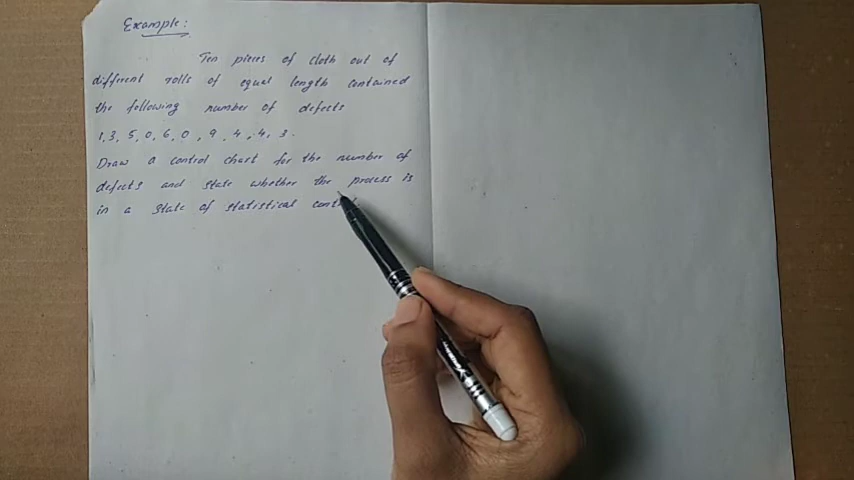 Example:
Ten pieces of cloth out of
different rolls of equal length contained
the following number of defects
1, 3, 5, 0, 6, 0, 9, 4, 4, 3.
Draw a control chart for the number of
defects and state whether the process is
in a state of statistical